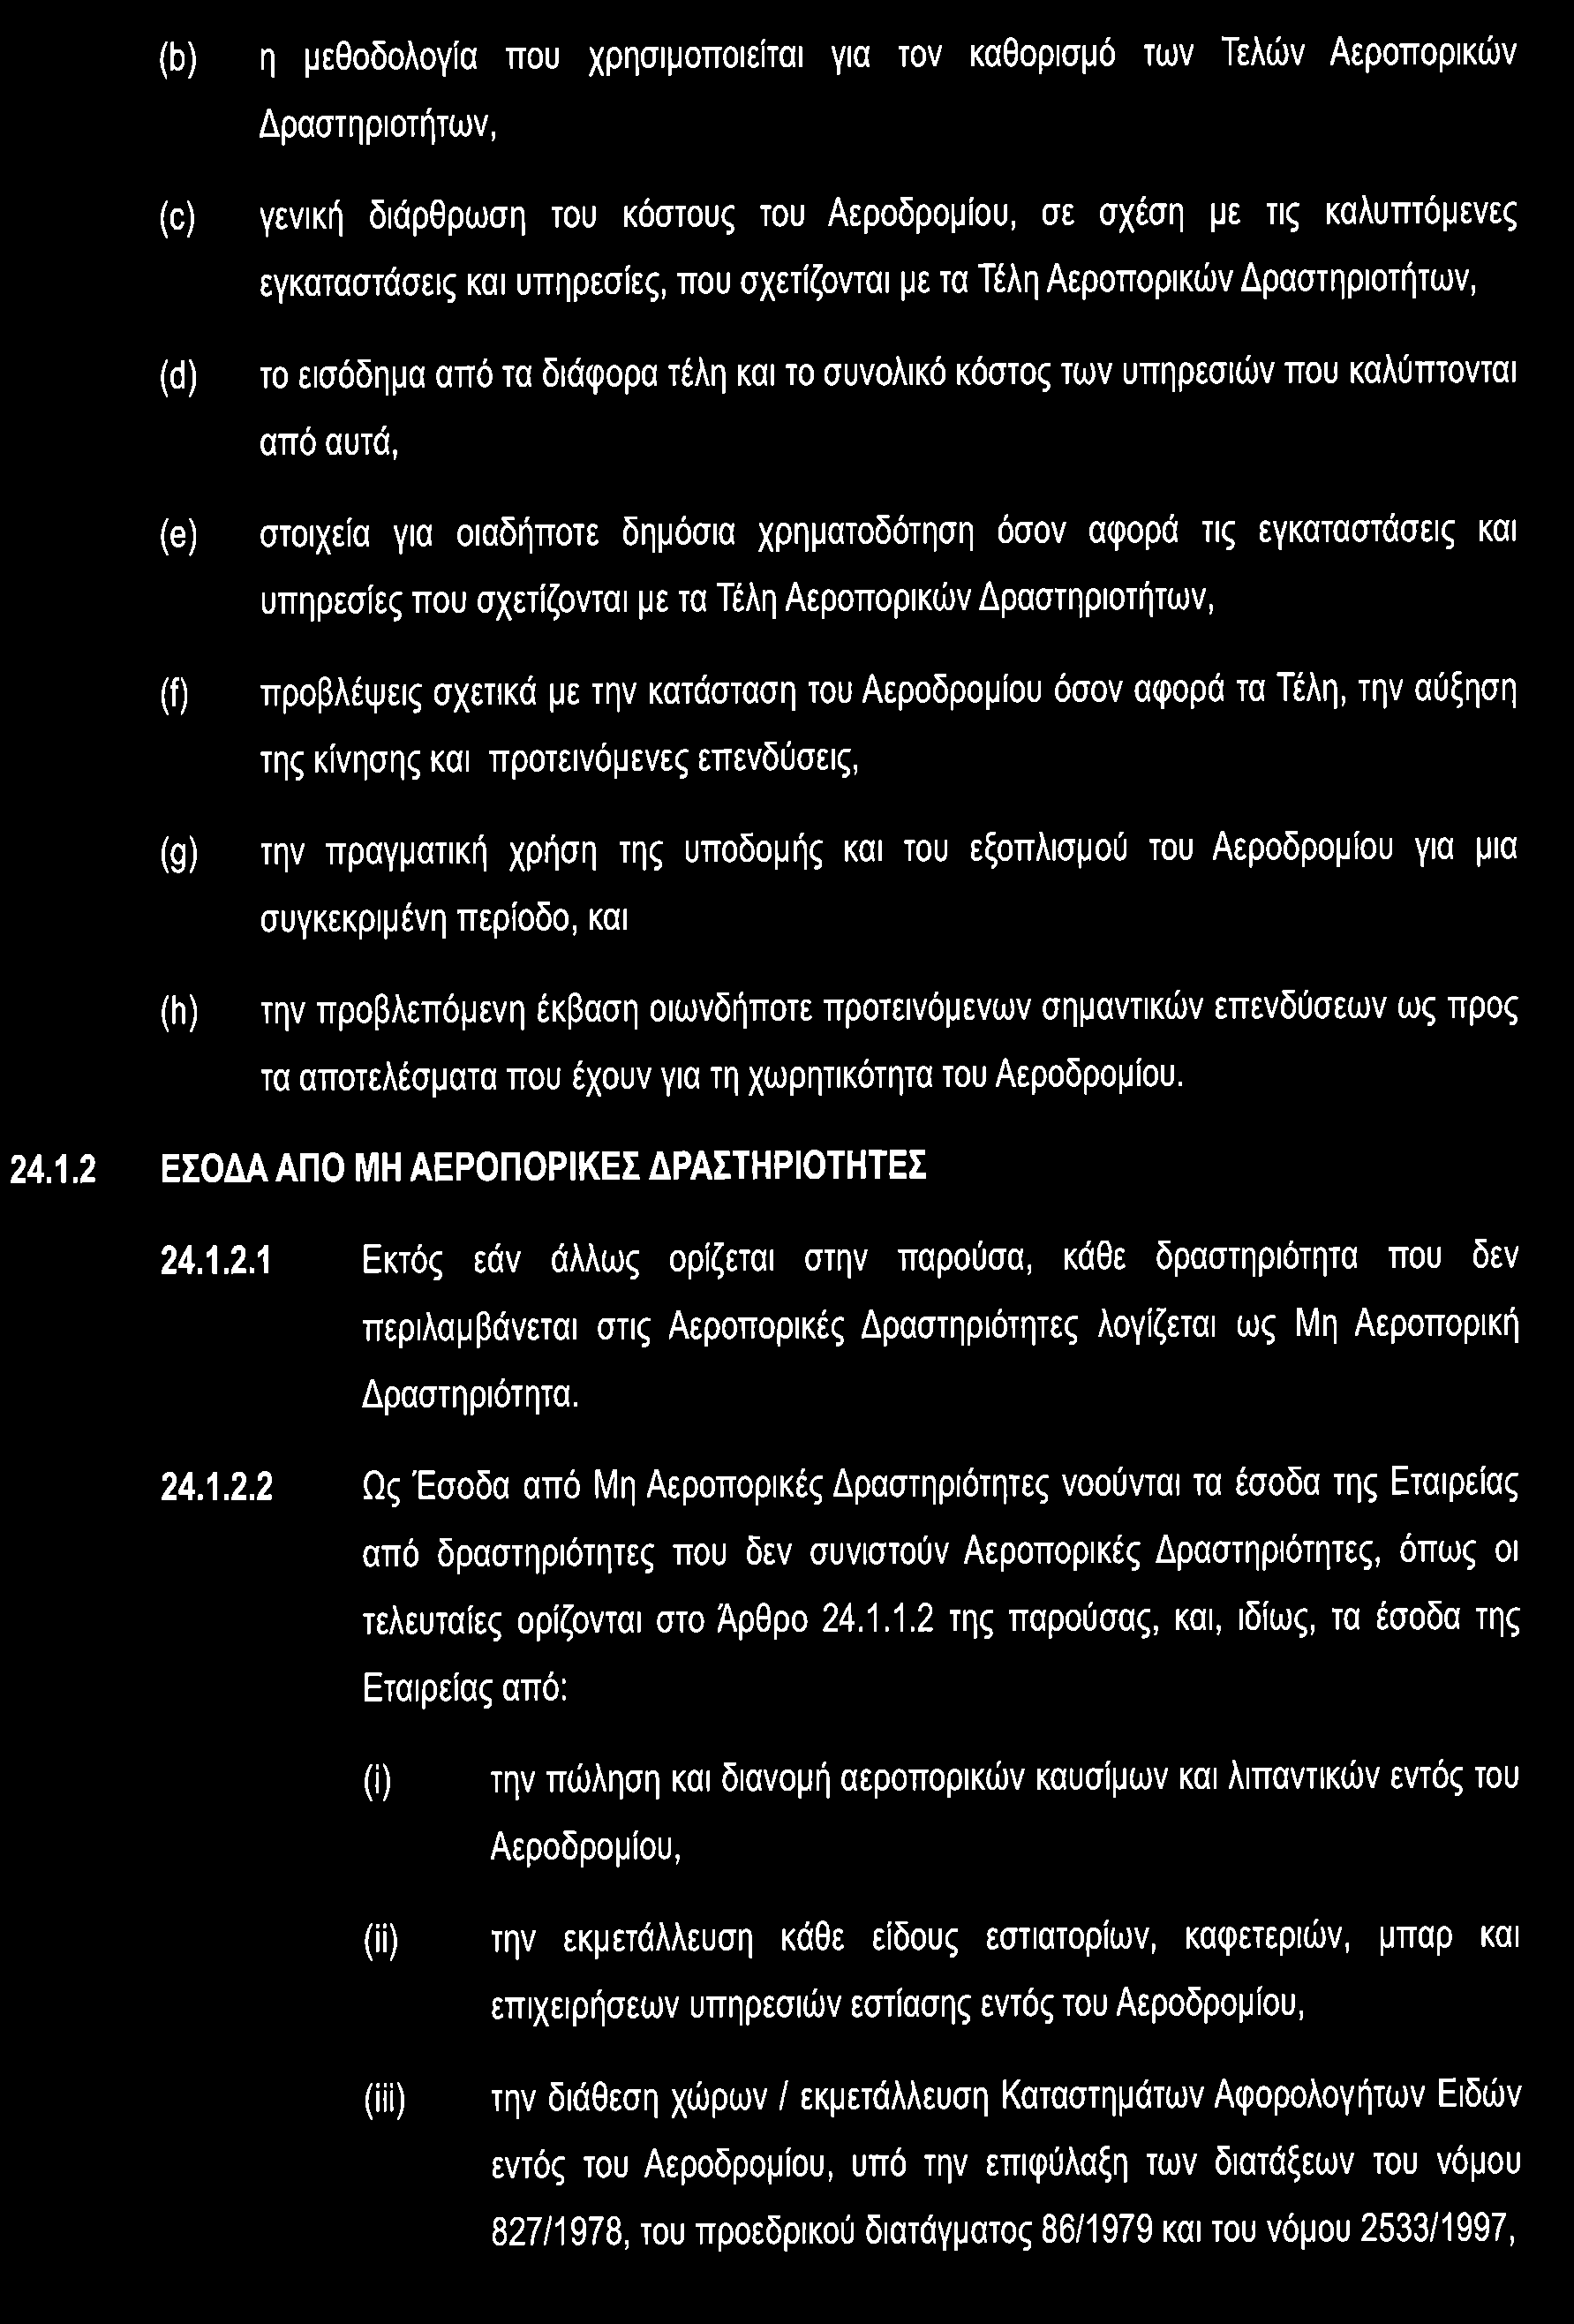 (b) η μεθοδολογία που χρησιμοποιείται για τον καθορισμό των Τελών Αεροπορικών
Δραστηριοτήτων,
(c) γενική διάρθρωση του κόστους του Αεροδρομίου, σε σχέση με τις καλυπτόμενες
εγκαταστάσεις και υπηρεσίες, που σχετίζονται με τα Τέλη Αεροπορικών Δραστηριοτήτων,
(d) το εισόδημα από τα διάφορα τέλη και το συνολικό κόστος των υπηρεσιών που καλύπτονται
από αυτά,
(e) στοιχεία για οιαδήποτε δημόσια χρηματοδότηση όσον αφορά τις εγκαταστάσεις και
υπηρεσίες που σχετίζονται με τα Τέλη Αεροπορικών Δραστηριοτήτων,
(f) προβλέψεις σχετικά με την κατάσταση του Αεροδρομίου όσον αφορά τα Τέλη, την αύξηση
της κίνησης και προτεινόμενες επενδύσεις,
(g) την πραγματική χρήση της υποδομής και του εξοπλισμού του Αεροδρομίου για μια
συγκεκριμένη περίοδο, και
(h) την προβλεπόμενη έκβαση οιωνδήποτε προτεινόμενων σημαντικών επενδύσεων ως προς
τα αποτελέσματα που έχουν για τη χωρητικότητα του Αεροδρομίου.
24.1.2 ΕΣΟΔΑ ΑΠΟ ΜΗ ΑΕΡΟΠΟΡΙΚΕΣ ΔΡΑΣΤΗΡΙΟΤΗΤΕΣ
24.1.2.1 Εκτός εάν άλλως ορίζεται στην παρούσα, κάθε δραστηριότητα που δεν
περιλαμβάνεται στις Αεροπορικές Δραστηριότητες λογίζεται ως Μη Αεροπορική
Δραστηριότητα.
24.1.2.2 Ως Έσοδα από Μη Αεροπορικές Δραστηριότητες νοούνται τα έσοδα της Εταιρείας
από δραστηριότητες που δεν συνιστούν Αεροπορικές Δραστηριότητες, όπως οι
τελευταίες ορίζονται στο Άρθρο 24.1.1.2 της παρούσας, και, ιδίως, τα έσοδα της
Εταιρείας από:
(i) την πώληση και διανομή αεροπορικών καυσίμων και λιπαντικών εντός του
Αεροδρομίου,
(ii) την εκμετάλλευση κάθε είδους εστιατορίων, καφετεριών, μπαρ και
επιχειρήσεων υπηρεσιών εστίασης εντός του Αεροδρομίου,
(iii) την διάθεση χώρων / εκμετάλλευση Καταστημάτων Αφορολογήτων Ειδών
εντός του Αεροδρομίου, υπό την επιφύλαξη των διατάξεων του νόμου
827/1978, του προεδρικού διατάγματος 86/1979 και του νόμου 2533/1997,